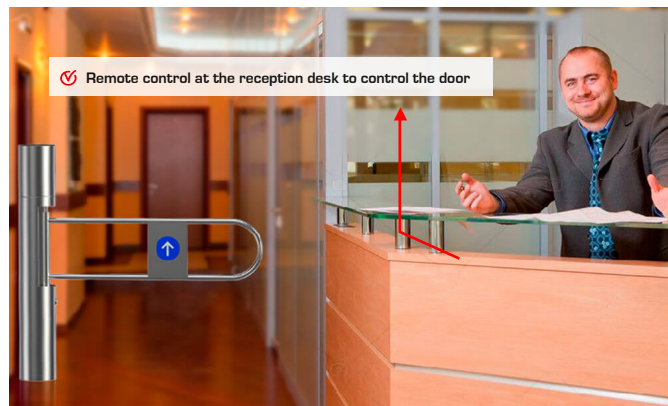 Remote control at the reception desk to control the door